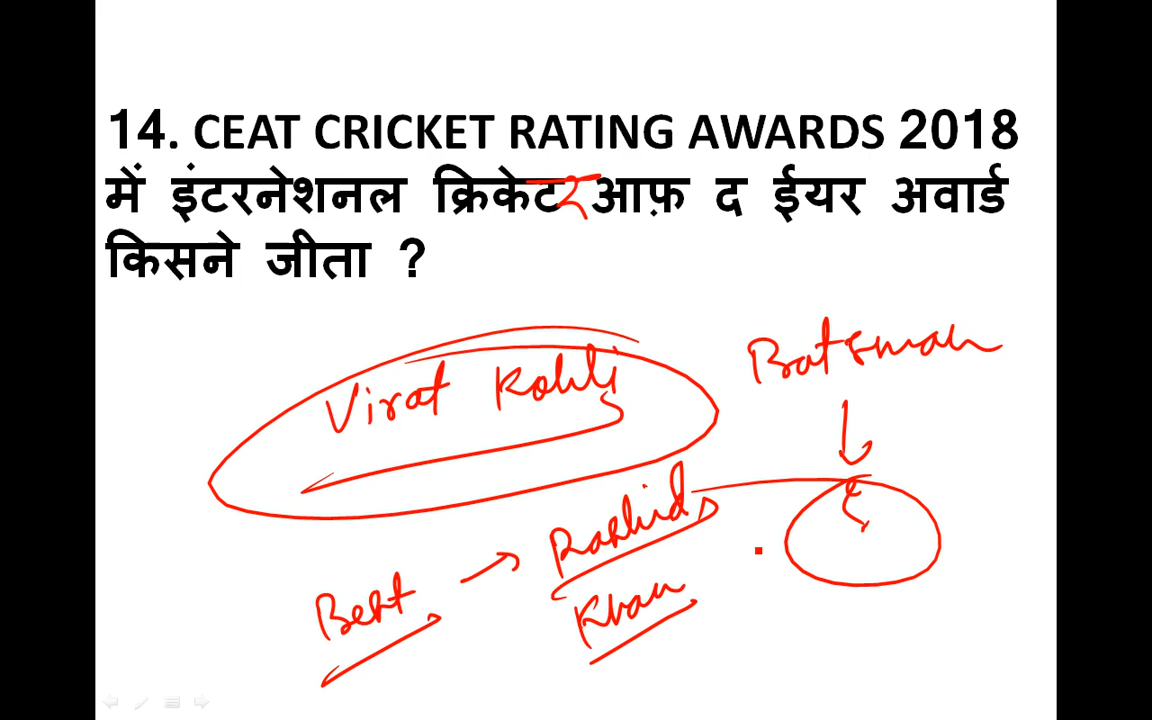 14. CEAT CRICKET RATING AWARDS 2018
में इंटरनेशनल क्रिकेटर आफ़ द ईयर अवार्ड
किसने जीता ?
Virat Kohli
Batsman
Best → Rashid
Khan